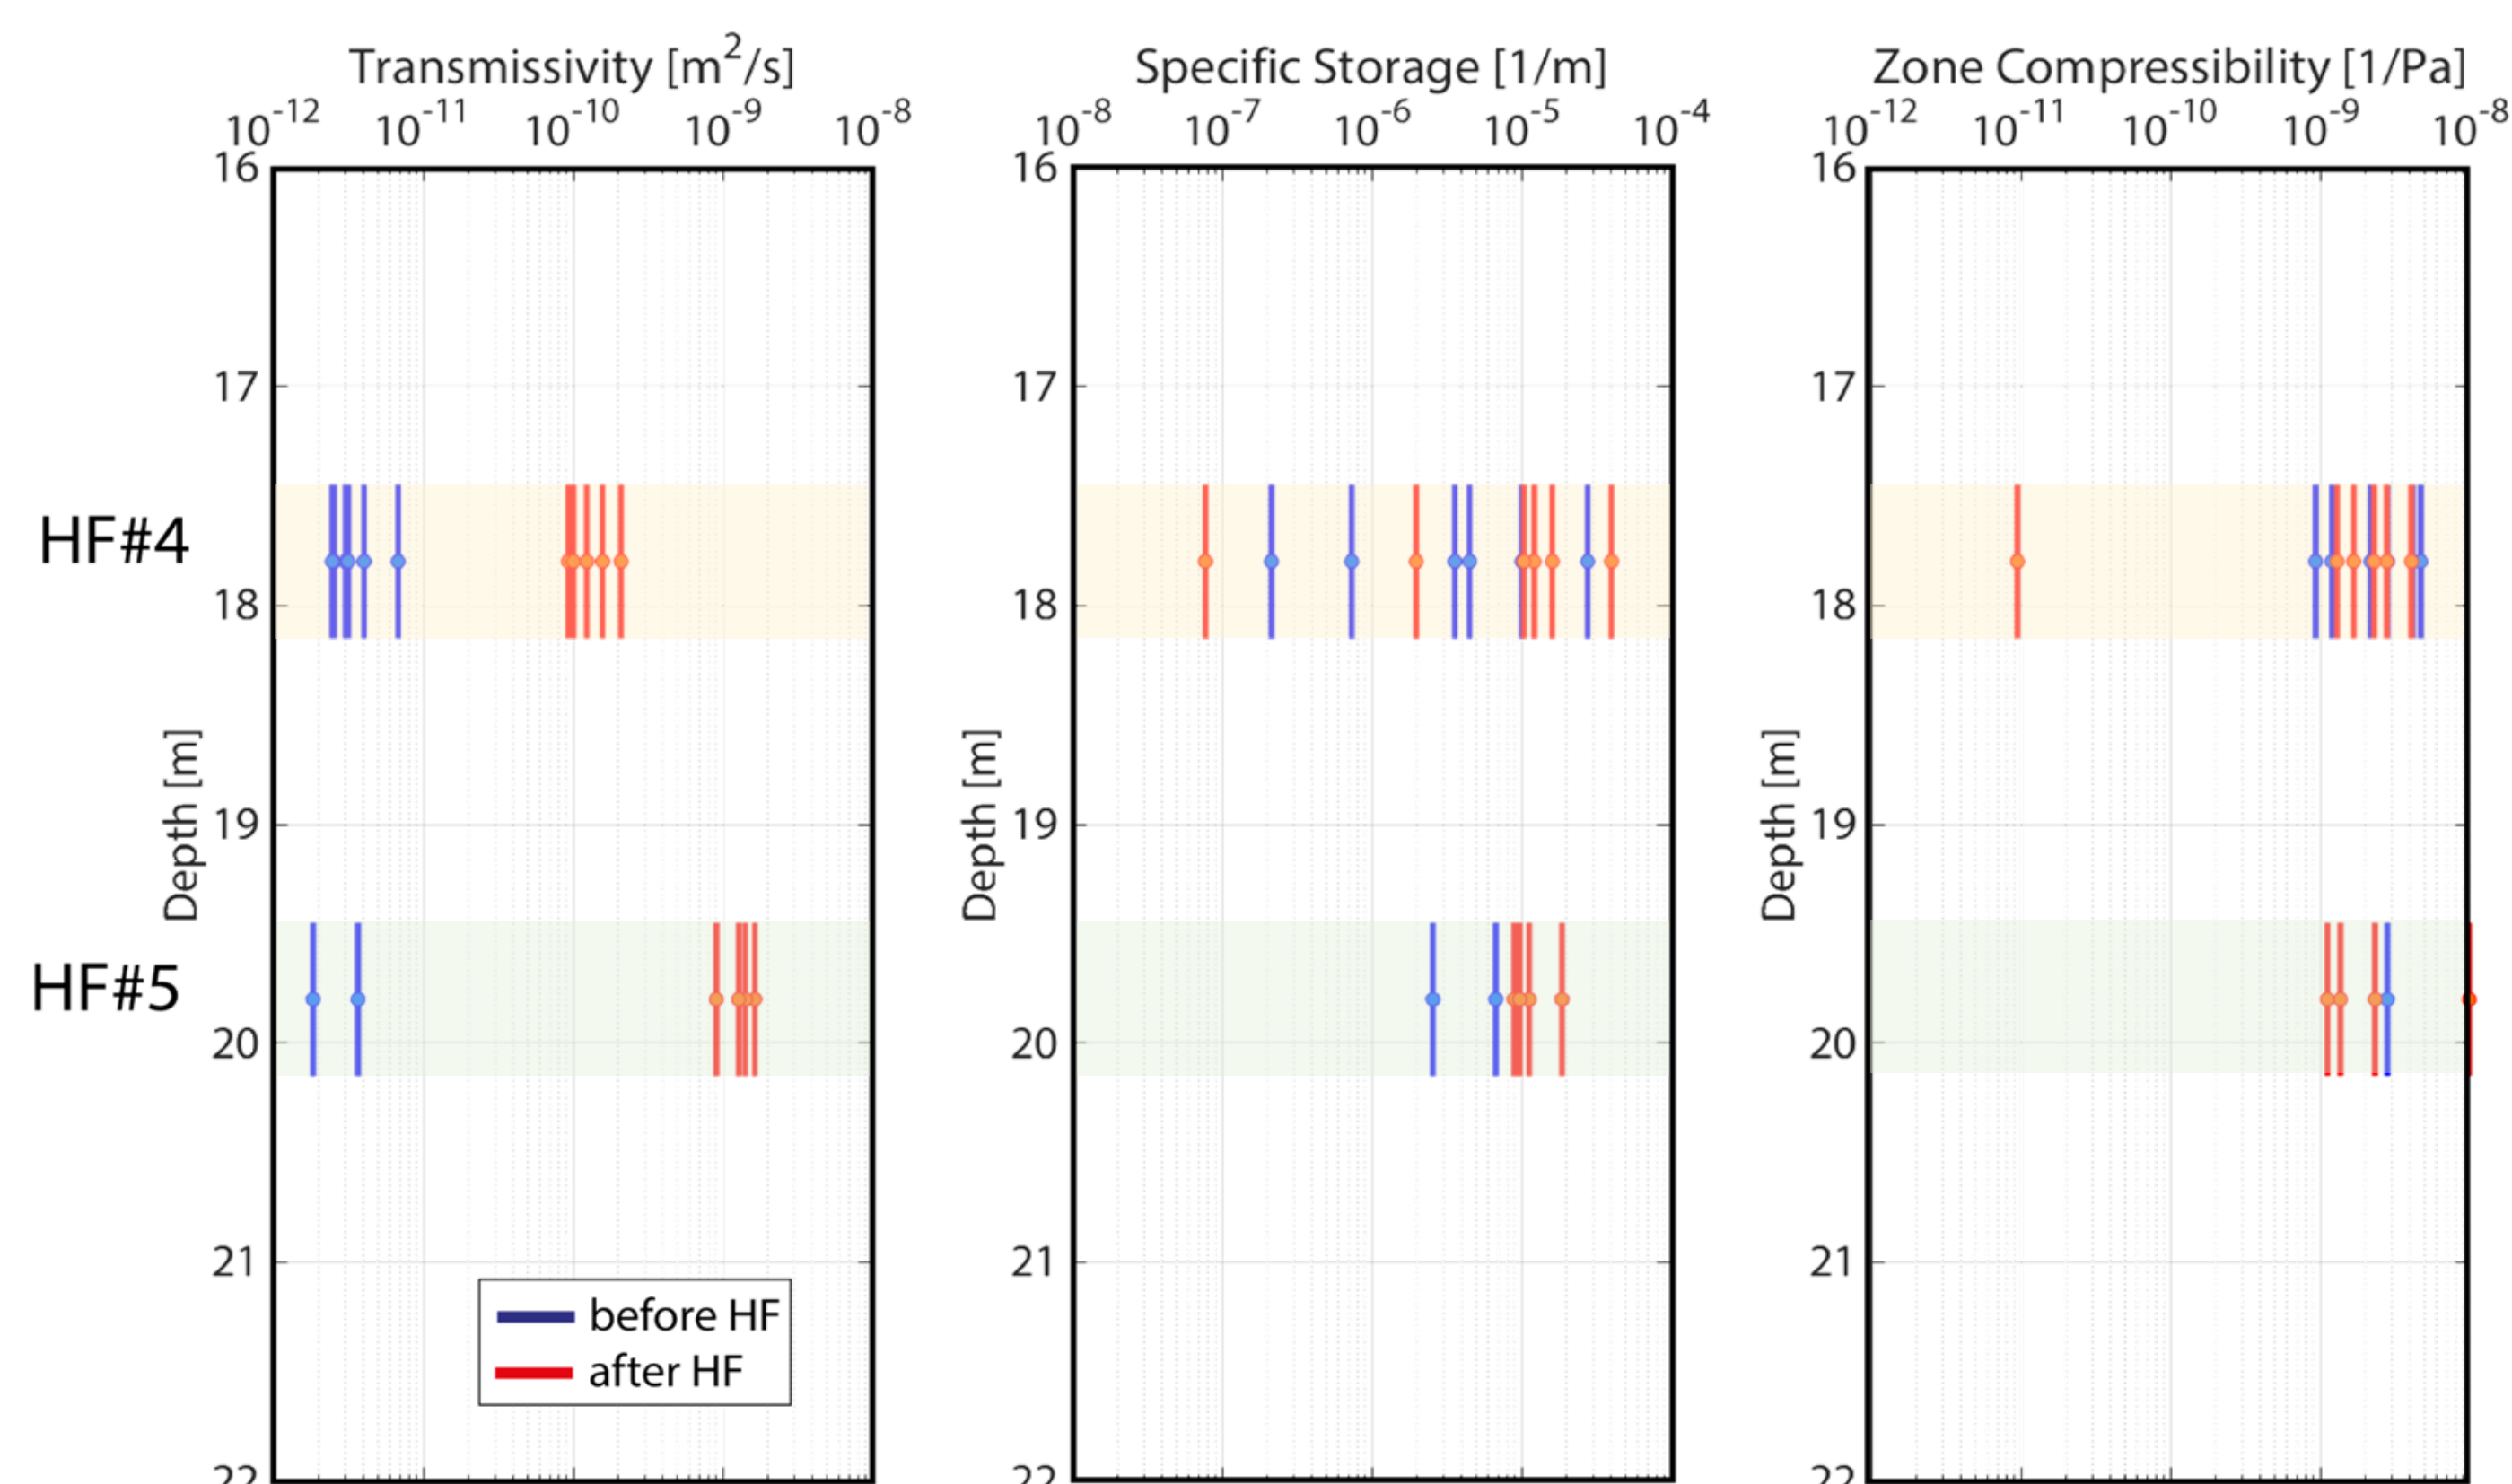 Transmissivity [m²/s] Specific Storage [1/m] Zone Compressibility [1/Pa]
10⁻¹² 10⁻¹¹ 10⁻¹⁰ 10⁻⁹ 10⁻⁸ 10⁻⁸ 10⁻⁷ 10⁻⁶ 10⁻⁵ 10⁻⁴ 10⁻¹² 10⁻¹¹ 10⁻¹⁰ 10⁻⁹ 10⁻⁸
16 16 16
17 17 17
HF#4
18 18 18
Depth [m] Depth [m] Depth [m]
19 19 19
HF#5
20 20 20
21 21 21
before HF
after HF
22 22 22